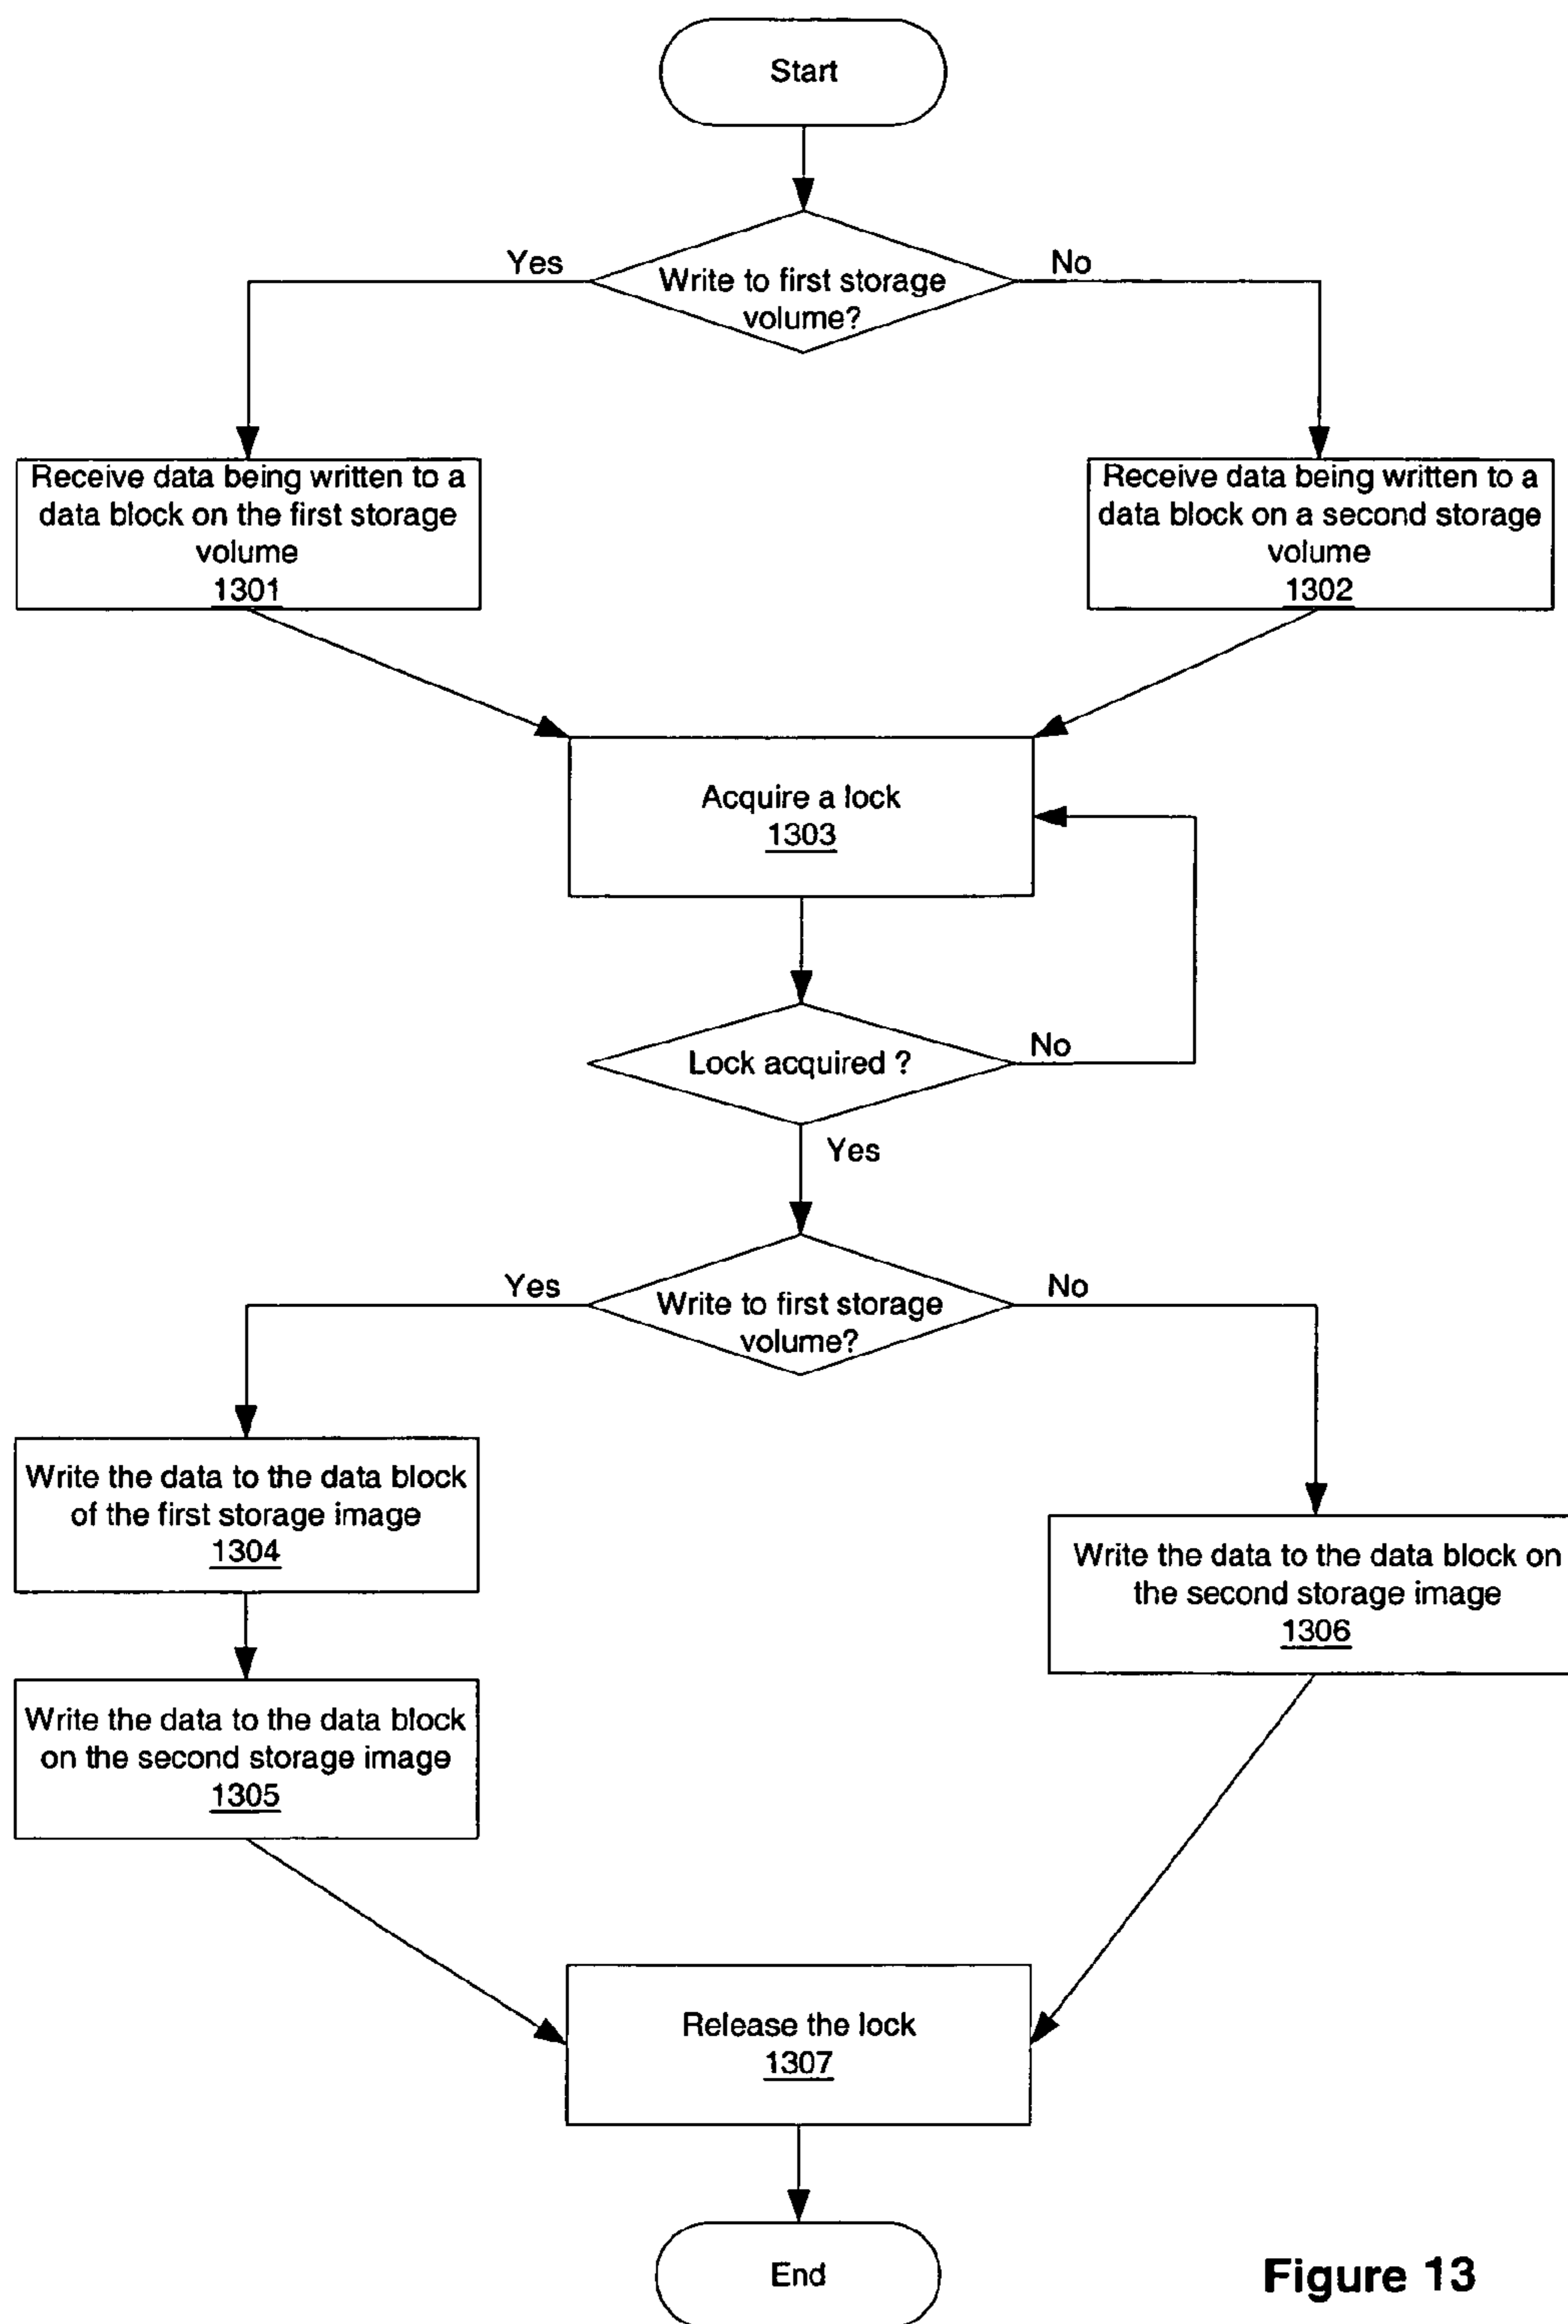 Start
Write to first storage
volume?
Yes
No
Receive data being written to a
data block on the first storage
volume
1301
Receive data being written to a
data block on a second storage
volume
1302
Acquire a lock
1303
Lock acquired ?
No
Yes
Write to first storage
volume?
Yes
No
Write the data to the data block
of the first storage image
1304
Write the data to the data block on
the second storage image
1306
Write the data to the data block
on the second storage image
1305
Release the lock
1307
End
Figure 13